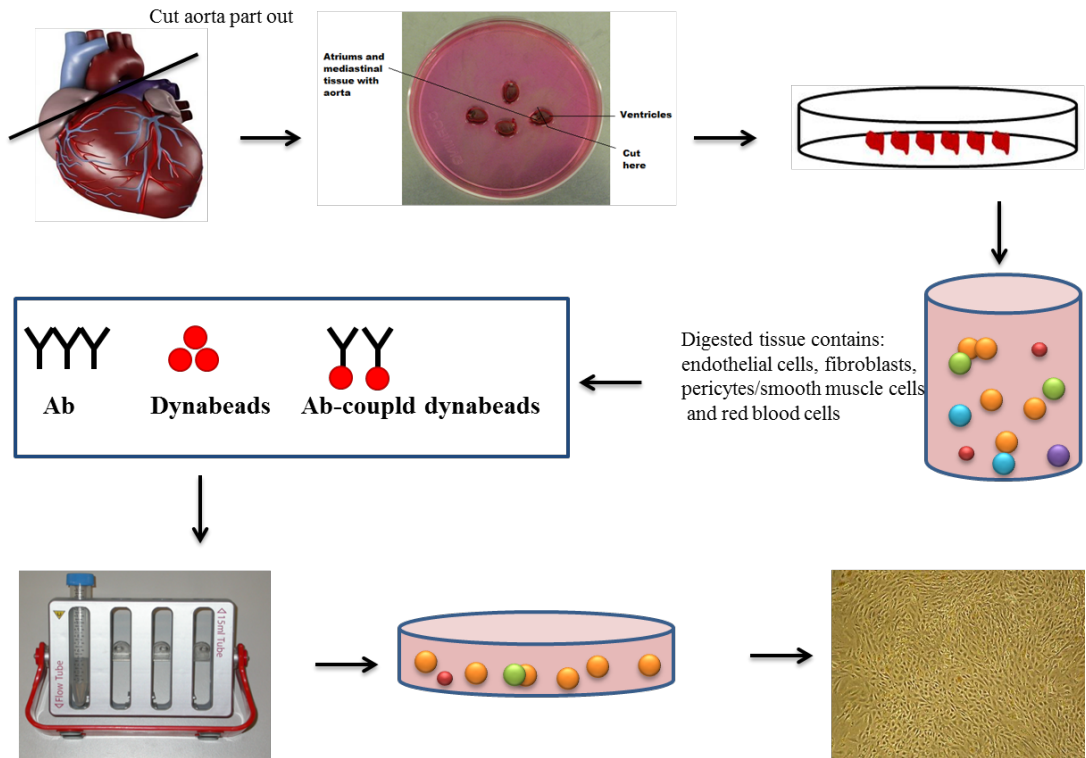 Cut aorta part out
Atriums and
mediastinal
tissue with
aorta
Ventricles
Cut
here
Digested tissue contains:
endothelial cells, fibroblasts,
pericytes/smooth muscle cells
and red blood cells
Ab
Dynabeads
Ab-coupld dynabeads
Flow Tube
15ml Tube